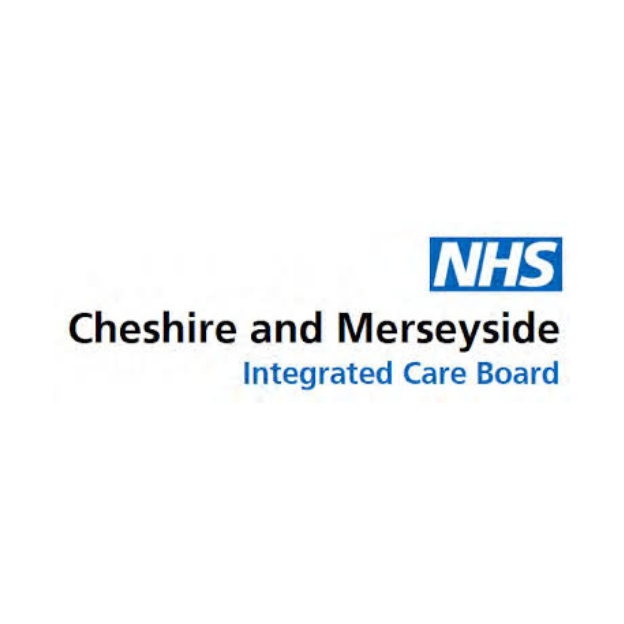 NHS
Cheshire and Merseyside
Integrated Care Board